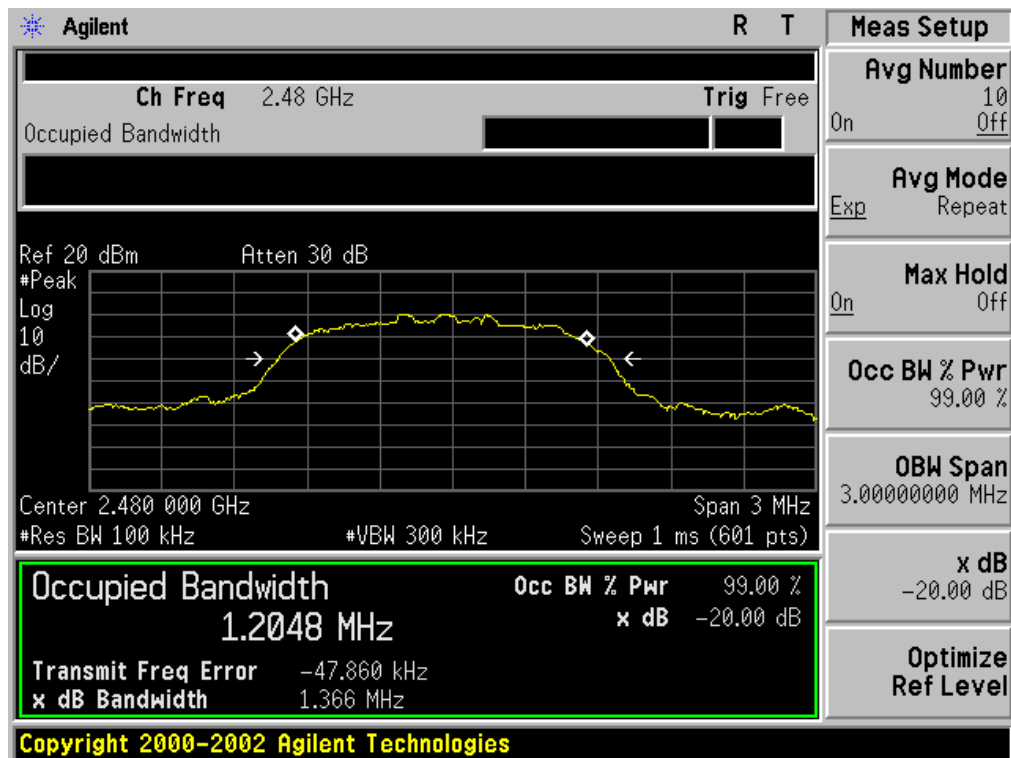 Agilent R T
Ch Freq 2.48 GHz Trig Free
Occupied Bandwidth
Ref 20 dBm Atten 30 dB
#Peak
Log
10
dB/
Center 2.480 000 GHz Span 3 MHz
#Res BW 100 kHz #VBW 300 kHz Sweep 1 ms (601 pts)
Occupied Bandwidth Occ BW % Pwr 99.00 %
1.2048 MHz x dB -20.00 dB
Transmit Freq Error -47.860 kHz
x dB Bandwidth 1.366 MHz
Copyright 2000-2002 Agilent Technologies
Meas Setup
Avg Number
10
On Off
Avg Mode
Exp Repeat
Max Hold
On Off
Occ BW % Pwr
99.00 %
OBW Span
3.00000000 MHz
x dB
-20.00 dB
Optimize
Ref Level